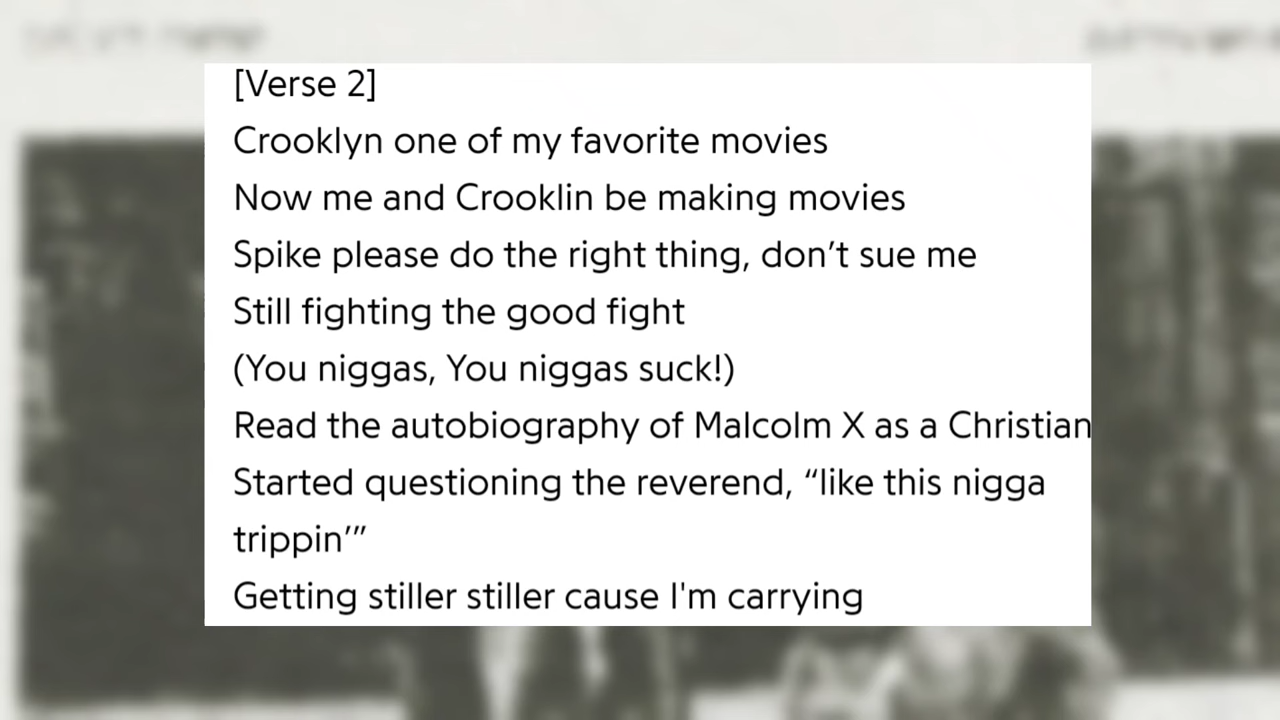 [Verse 2]
Crooklyn one of my favorite movies
Now me and Crooklin be making movies
Spike please do the right thing, don’t sue me
Still fighting the good fight
(You niggas, You niggas suck!)
Read the autobiography of Malcolm X as a Christian
Started questioning the reverend, “like this nigga
trippin’”
Getting stiller stiller cause I'm carrying